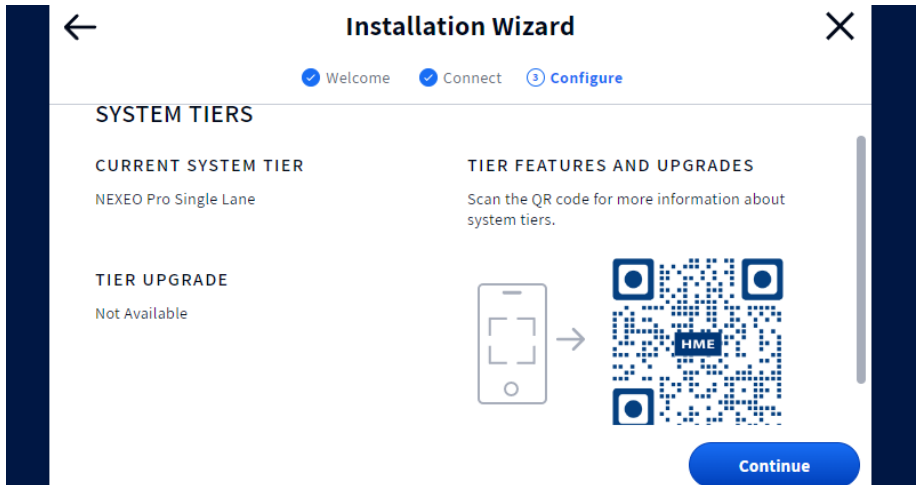 Installation Wizard
Welcome
Connect
3 Configure
SYSTEM TIERS
CURRENT SYSTEM TIER
NEXEO Pro Single Lane
TIER UPGRADE
Not Available
TIER FEATURES AND UPGRADES
Scan the QR code for more information about
system tiers.
HME
Continue